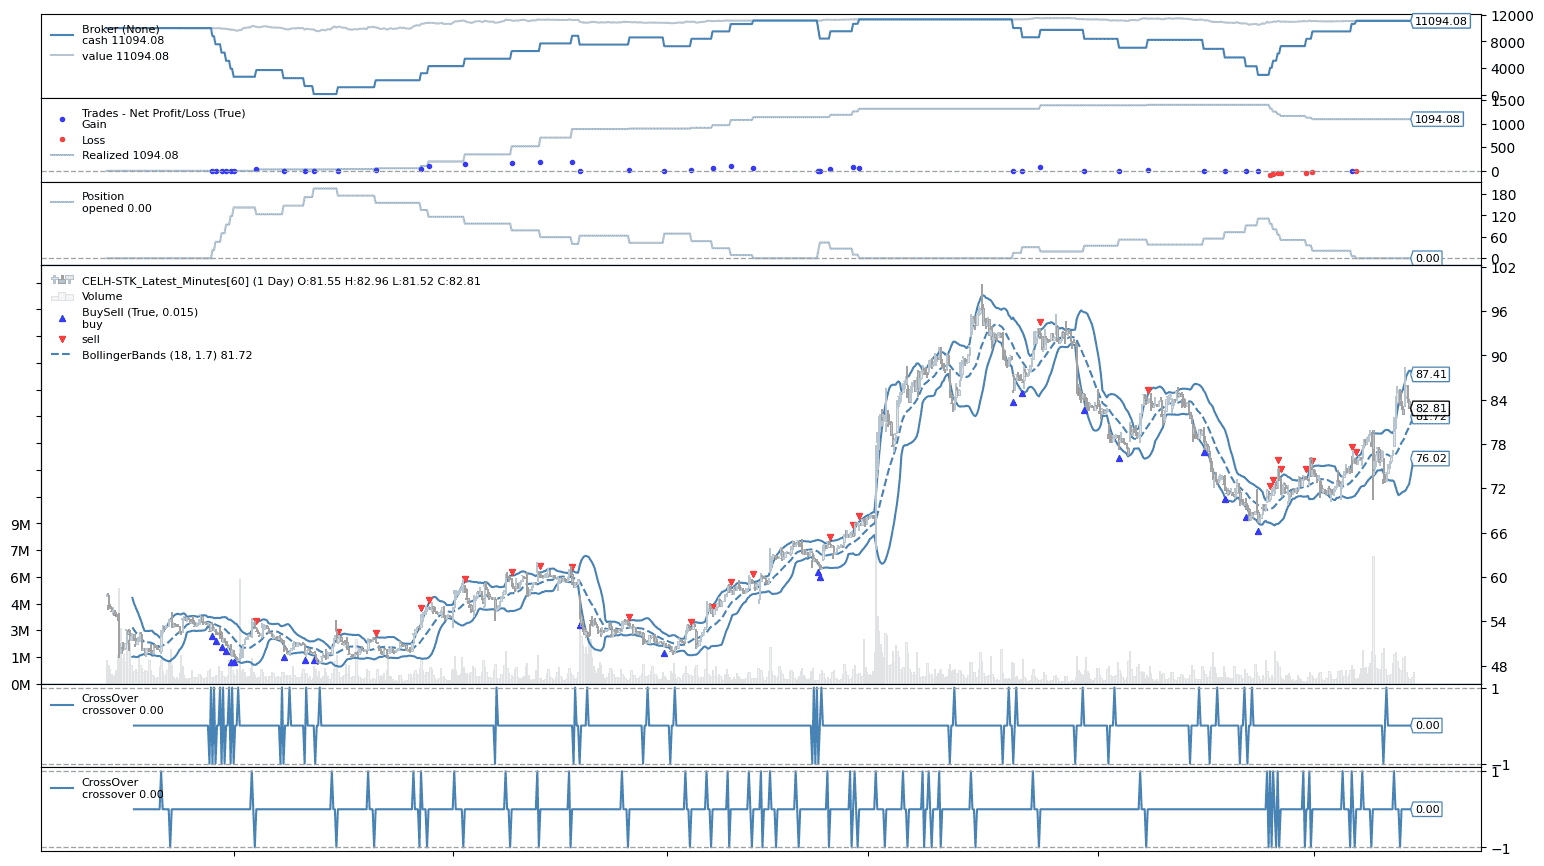 Broker (None)
cash 11094.08
value 11094.08
11094.08
12000
8000
4000
0
Trades - Net Profit/Loss (True)
Gain
Loss
Realized 1094.08
1094.08
1500
1000
500
0
Position
opened 0.00
0.00
180
120
60
0
CELH-STK_Latest_Minutes[60] (1 Day) O:81.55 H:82.96 L:81.52 C:82.81
Volume
BuySell (True, 0.015)
buy
sell
BollingerBands (18, 1.7) 81.72
102
96
90
87.41
84
82.81
81.72
78
76.02
72
66
60
54
48
9M
7M
6M
4M
3M
1M
0M
CrossOver
crossover 0.00
0.00
1
−1
CrossOver
crossover 0.00
0.00
1
−1